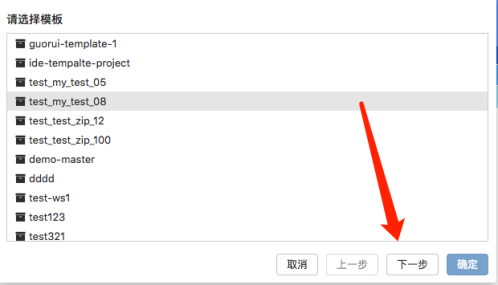 请选择模板
guorui-template-1
ide-tempalte-project
test_my_test_05
test_my_test_08
test_test_zip_12
test_test_zip_100
demo-master
dddd
test-ws1
test123
test321
取消 上一步 下一步 确定